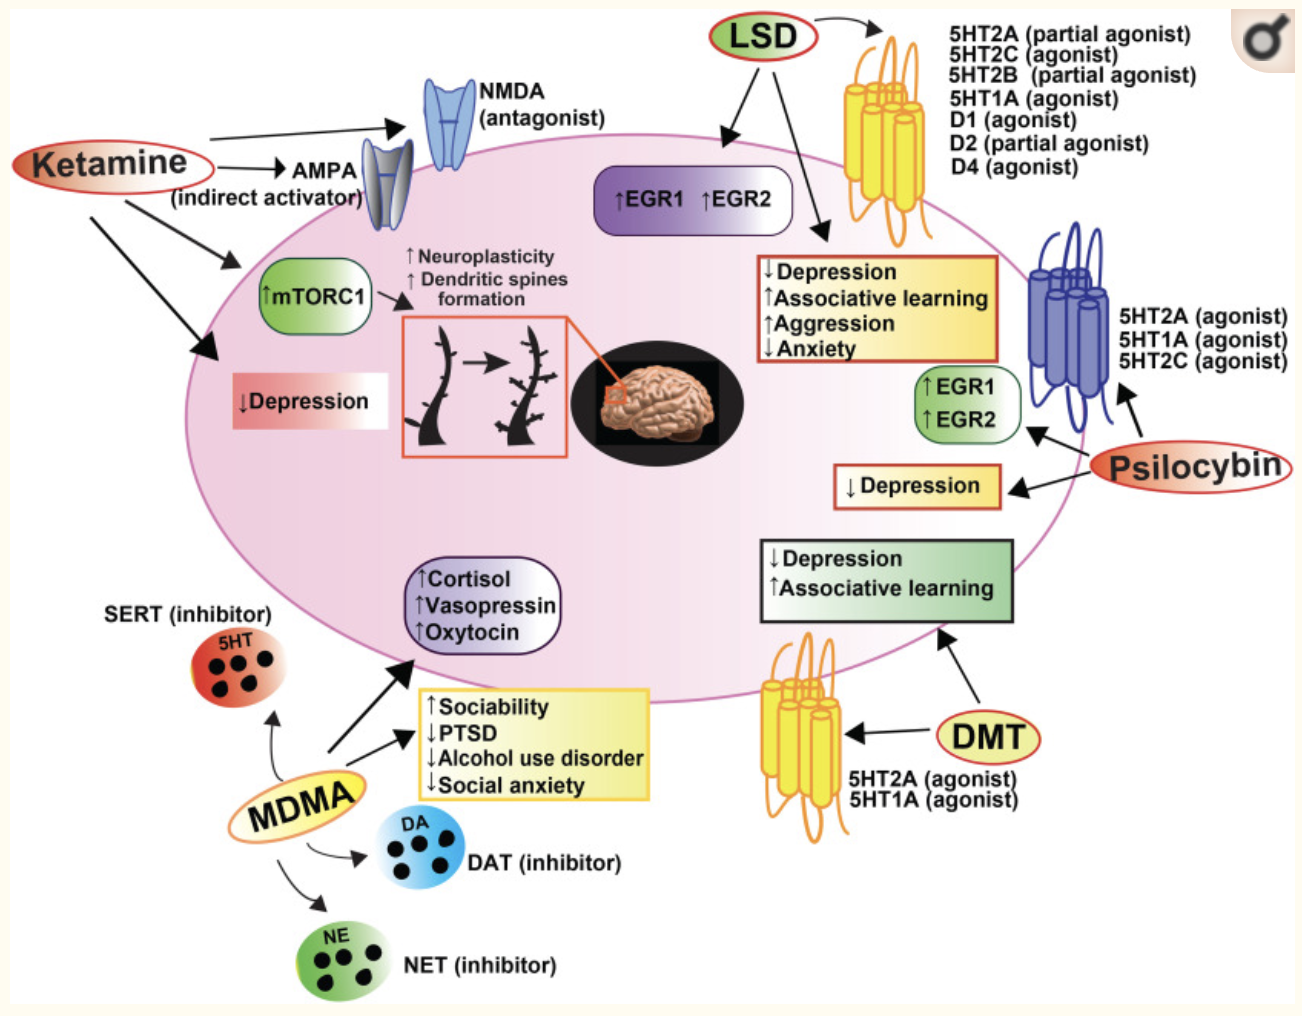 LSD
5HT2A (partial agonist)
5HT2C (agonist)
5HT2B (partial agonist)
5HT1A (agonist)
D1 (agonist)
D2 (partial agonist)
D4 (agonist)
NMDA
(antagonist)
Ketamine
AMPA
(indirect activator)
↑EGR1 ↑EGR2
↑mTORC1
↑Neuroplasticity
↑Dendritic spines
formation
↓Depression
↑Associative learning
↑Aggression
↓Anxiety
↓Depression
5HT2A (agonist)
5HT1A (agonist)
5HT2C (agonist)
↑EGR1
↑EGR2
Psilocybin
↓Depression
↓Depression
↑Associative learning
DMT
5HT2A (agonist)
5HT1A (agonist)
↑Cortisol
↑Vasopressin
↑Oxytocin
SERT (inhibitor)
5HT
↑Sociability
↓PTSD
↓Alcohol use disorder
↓Social anxiety
MDMA
DA
DAT (inhibitor)
NE
NET (inhibitor)